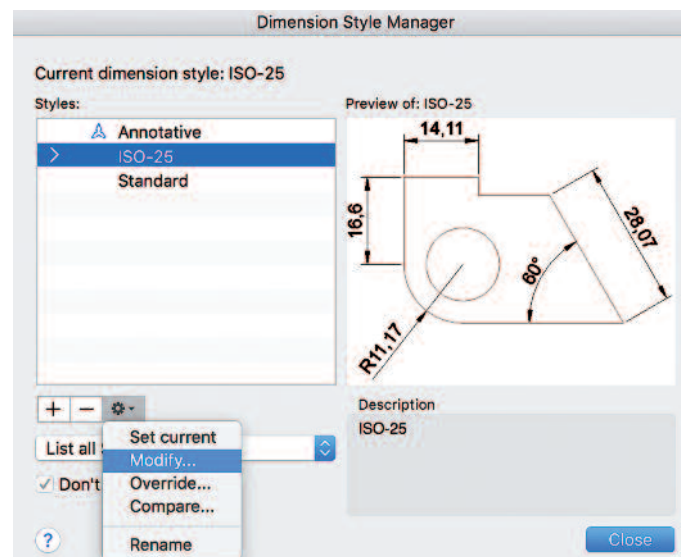 Dimension Style Manager
Current dimension style: ISO-25
Styles:
Annotative
ISO-25
Standard
Preview of: ISO-25
14,11
16,6
28,07
60°
R11,17
+ −
List all
Don't
Set current
Modify...
Override...
Compare...
Rename
Description
ISO-25
?
Close